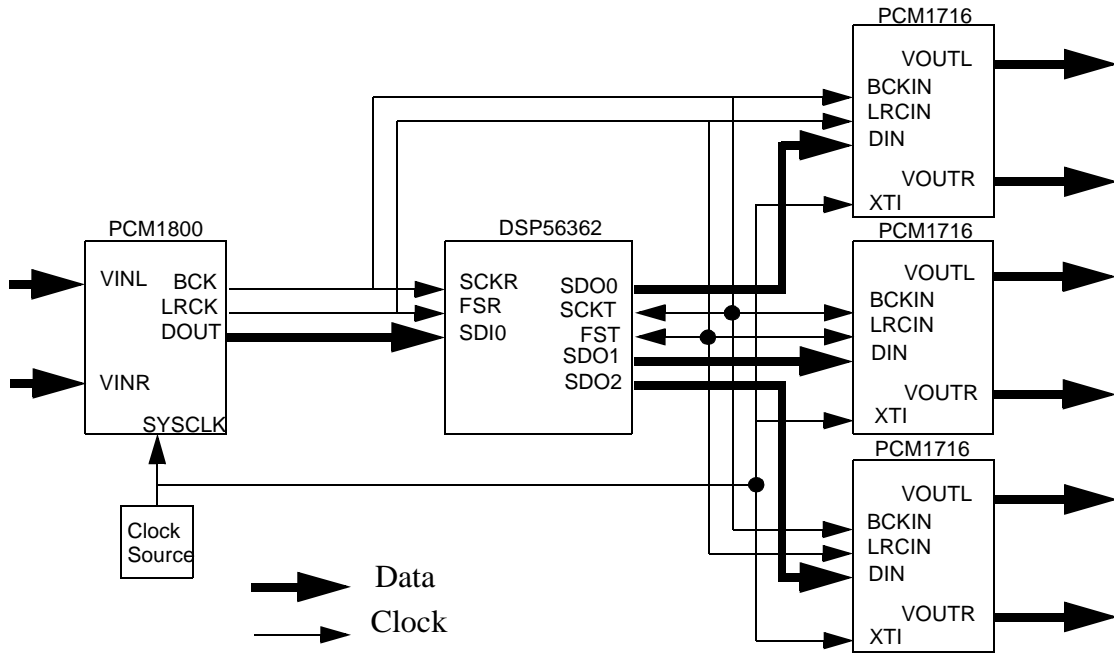 PCM1800
VINL
BCK
LRCK
DOUT
VINR
SYSCLK
Clock
Source
DSP56362
SCKR
FSR
SDI0
SDO0
SCKT
FST
SDO1
SDO2
PCM1716
VOUTL
BCKIN
LRCIN
DIN
VOUTR
XTI
PCM1716
VOUTL
BCKIN
LRCIN
DIN
VOUTR
XTI
PCM1716
VOUTL
BCKIN
LRCIN
DIN
VOUTR
XTI
Data
Clock